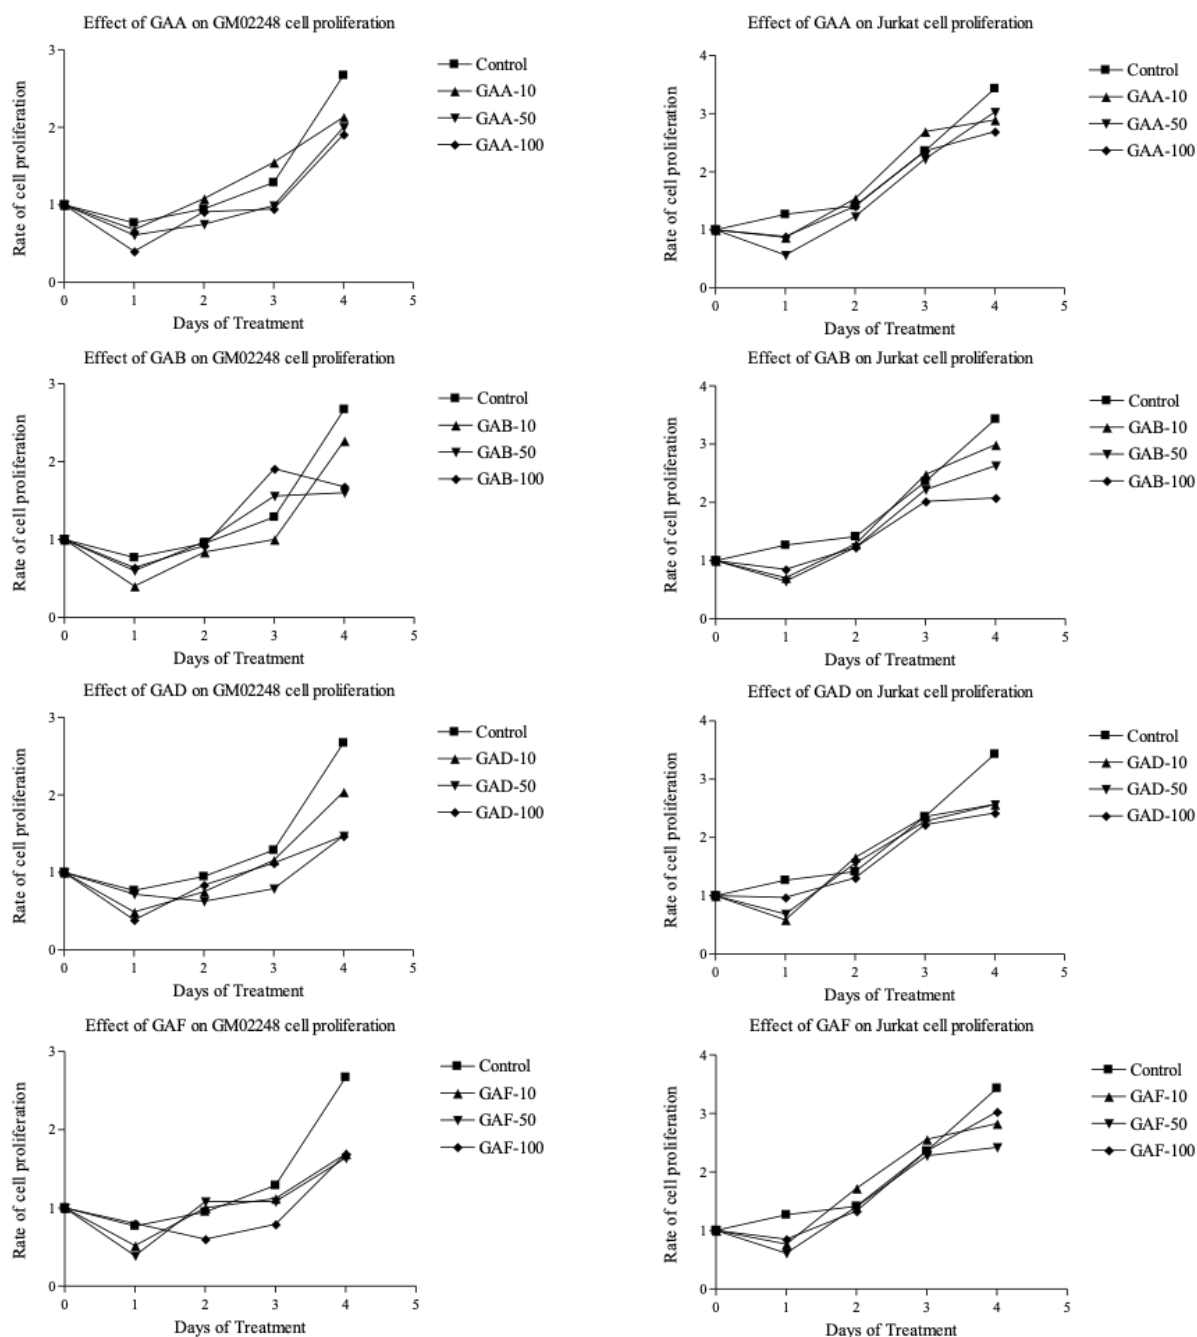 Effect of GAA on GM02248 cell proliferation
3
2
1
0
Rate of cell proliferation
0 1 2 3 4 5
Days of Treatment
Control
GAA-10
GAA-50
GAA-100
Effect of GAA on Jurkat cell proliferation
4
3
2
1
0
Rate of cell proliferation
0 1 2 3 4 5
Days of Treatment
Control
GAA-10
GAA-50
GAA-100
Effect of GAB on GM02248 cell proliferation
3
2
1
0
Rate of cell proliferation
0 1 2 3 4 5
Days of Treatment
Control
GAB-10
GAB-50
GAB-100
Effect of GAB on Jurkat cell proliferation
4
3
2
1
0
Rate of cell proliferation
0 1 2 3 4 5
Days of Treatment
Control
GAB-10
GAB-50
GAB-100
Effect of GAD on GM02248 cell proliferation
3
2
1
0
Rate of cell proliferation
0 1 2 3 4 5
Days of Treatment
Control
GAD-10
GAD-50
GAD-100
Effect of GAD on Jurkat cell proliferation
4
3
2
1
0
Rate of cell proliferation
0 1 2 3 4 5
Days of Treatment
Control
GAD-10
GAD-50
GAD-100
Effect of GAF on GM02248 cell proliferation
3
2
1
0
Rate of cell proliferation
0 1 2 3 4 5
Days of Treatment
Control
GAF-10
GAF-50
GAF-100
Effect of GAF on Jurkat cell proliferation
4
3
2
1
0
Rate of cell proliferation
0 1 2 3 4 5
Days of Treatment
Control
GAF-10
GAF-50
GAF-100